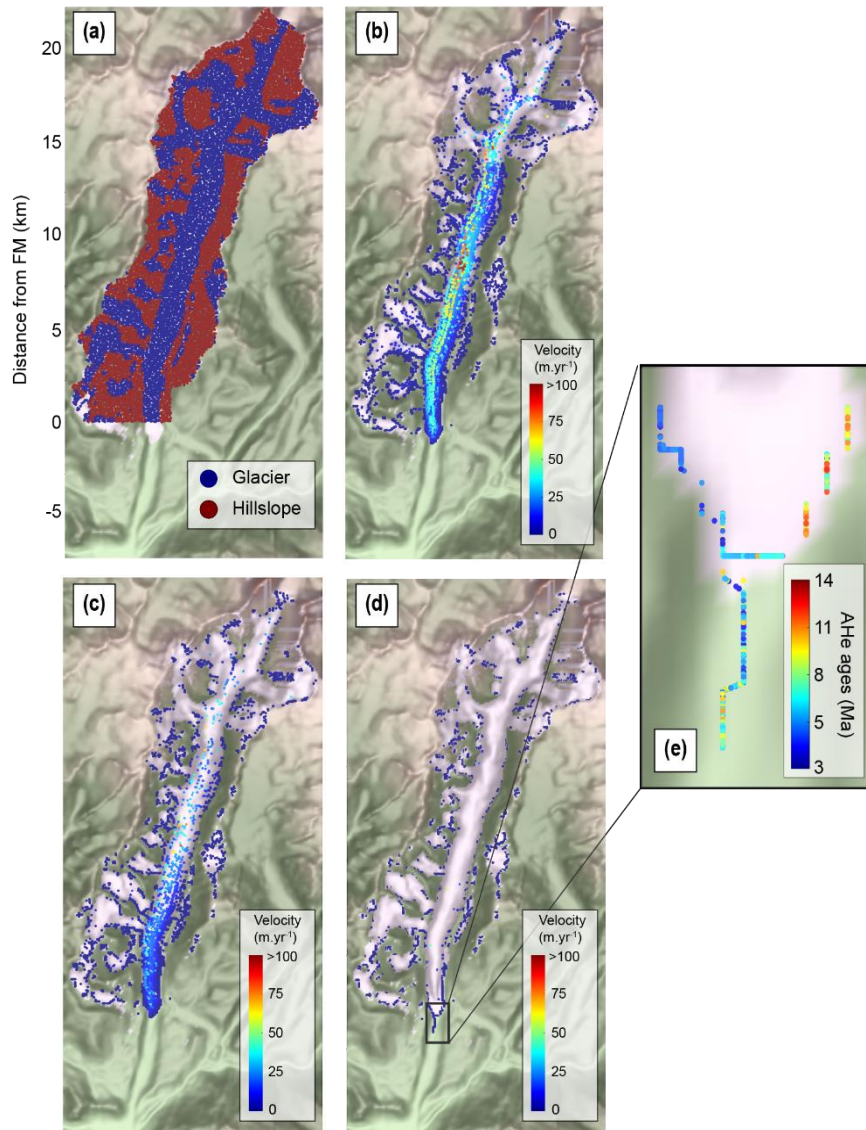 (a)
(b)
20
15
10
5
0
-5
Distance from FM (km)
Glacier
Hillslope
Velocity
(m.yr⁻¹)
>100
75
50
25
0
(c)
(d)
Velocity
(m.yr⁻¹)
>100
75
50
25
0
Velocity
(m.yr⁻¹)
>100
75
50
25
0
(e)
14
11
8
5
3
AHe ages (Ma)